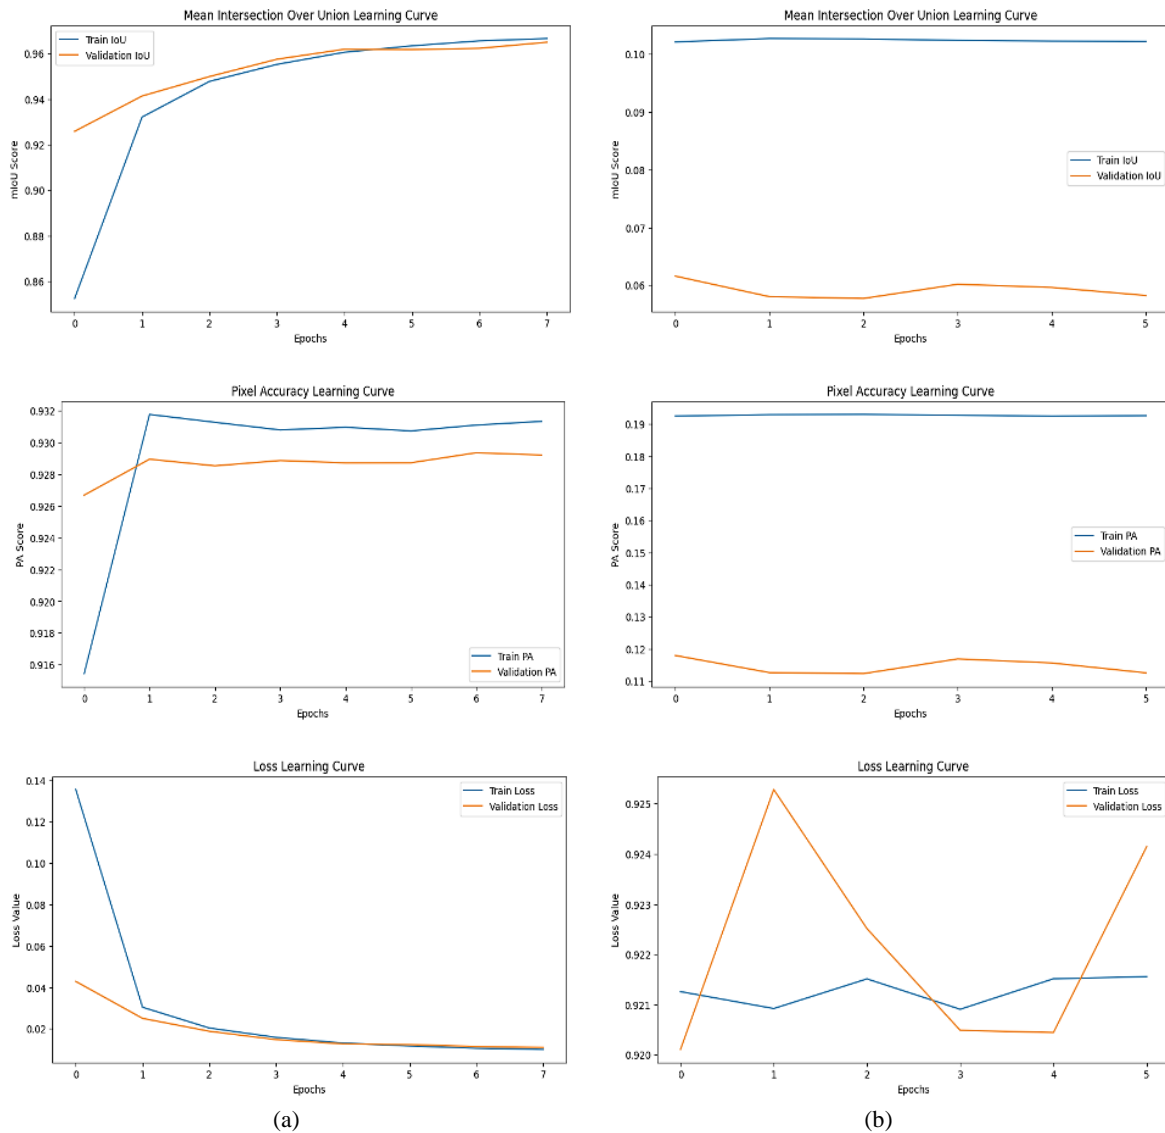 Mean Intersection Over Union Learning Curve
Train IoU
Validation IoU
0.96
0.94
0.92
0.90
0.88
0.86
mIoU Score
0 1 2 3 4 5 6 7
Epochs
Mean Intersection Over Union Learning Curve
0.10
0.09
0.08
0.07
0.06
mIoU Score
Train IoU
Validation IoU
0 1 2 3 4 5
Epochs
Pixel Accuracy Learning Curve
0.932
0.930
0.928
0.926
0.924
0.922
0.920
0.918
0.916
PA Score
Train PA
Validation PA
0 1 2 3 4 5 6 7
Epochs
Pixel Accuracy Learning Curve
0.19
0.18
0.17
0.16
0.15
0.14
0.13
0.12
0.11
PA Score
Train PA
Validation PA
0 1 2 3 4 5
Epochs
Loss Learning Curve
0.14
0.12
0.10
0.08
0.06
0.04
0.02
Loss Value
Train Loss
Validation Loss
0 1 2 3 4 5 6 7
Epochs
(a)
Loss Learning Curve
0.925
0.924
0.923
0.922
0.921
0.920
Loss Value
Train Loss
Validation Loss
0 1 2 3 4 5
Epochs
(b)